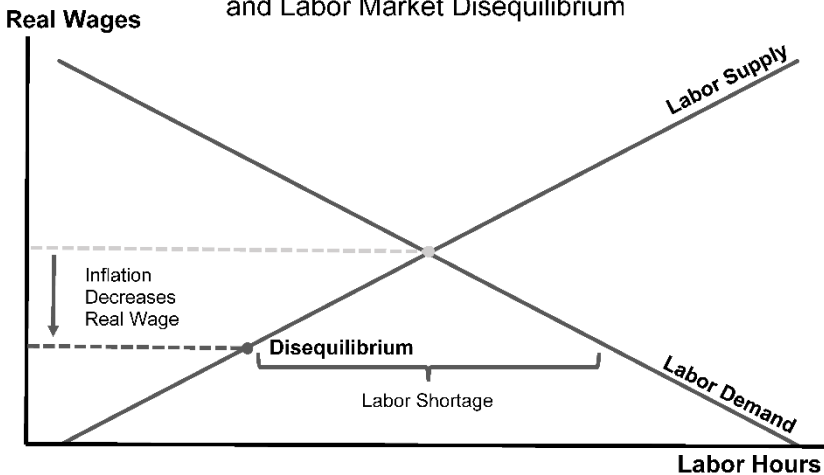 and Labor Market Disequilibrium
Real Wages
Labor Supply
Inflation
Decreases
Real Wage
Disequilibrium
Labor Shortage
Labor Demand
Labor Hours